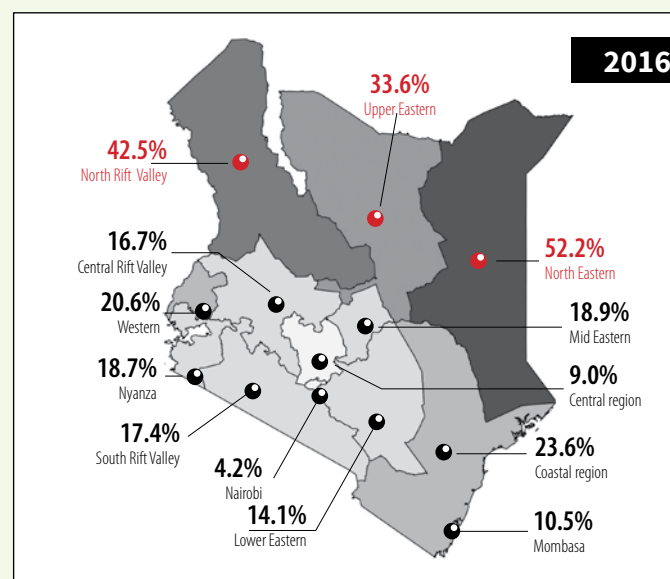 2016
33.6%
Upper Eastern
42.5%
North Rift Valley
16.7%
Central Rift Valley
52.2%
North Eastern
20.6%
Western
18.9%
Mid Eastern
18.7%
Nyanza
9.0%
Central region
17.4%
South Rift Valley
23.6%
Coastal region
4.2%
Nairobi
14.1%
Lower Eastern
10.5%
Mombasa